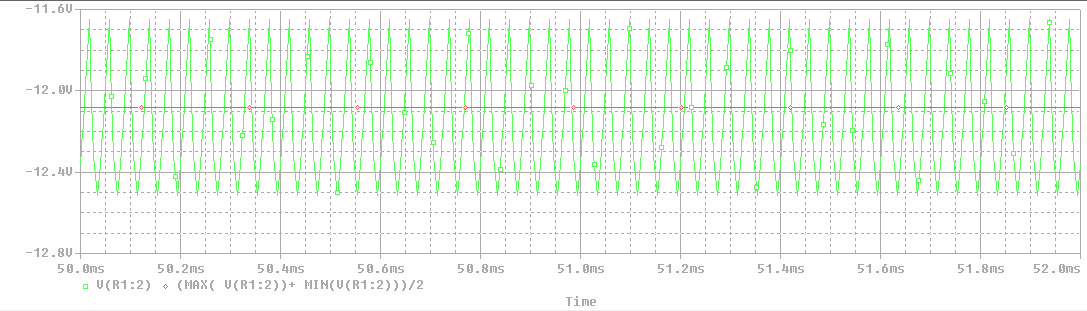 -11.6V
-12.0V
-12.4V
-12.8V
50.0ms 50.2ms 50.4ms 50.6ms 50.8ms 51.0ms 51.2ms 51.4ms 51.6ms 51.8ms 52.0ms
V(R1:2) (MAX( V(R1:2))+ MIN(V(R1:2)))/2
Time